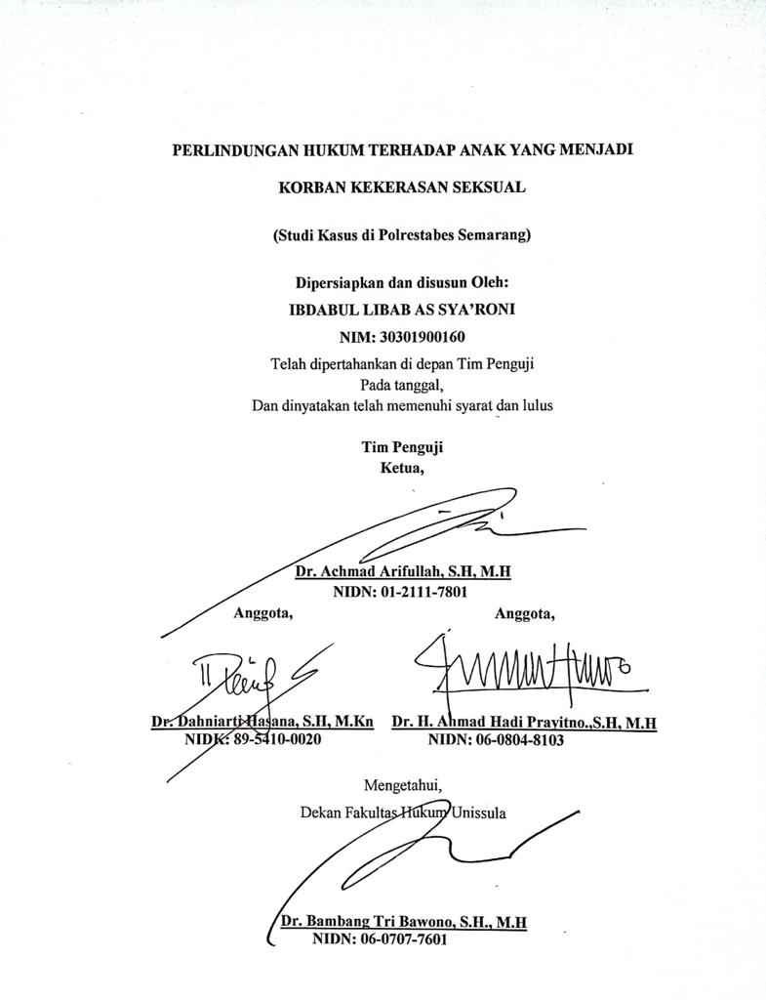 PERLINDUNGAN HUKUM TERHADAP ANAK YANG MENJADI
KORBAN KEKERASAN SEKSUAL
(Studi Kasus di Polrestabes Semarang)
Dipersiapkan dan disusun Oleh:
IBDABUL LIBAB AS SYA'RONI
NIM: 30301900160
Telah dipertahankan di depan Tim Penguji
Pada tanggal,
Dan dinyatakan telah memenuhi syarat dan lulus
Tim Penguji
Ketua,
Dr. Achmad Arifullah, S.H, M.H
NIDN: 01-2111-7801
Anggota, Anggota,
Dr. Dahniarti Hasana, S.H, M.Kn Dr. H. Ahmad Hadi Prayitno.,S.H, M.H
NIDK: 89-5410-0020 NIDN: 06-0804-8103
Mengetahui,
Dekan Fakultas Hukum Unissula
Dr. Bambang Tri Bawono, S.H., M.H
NIDN: 06-0707-7601